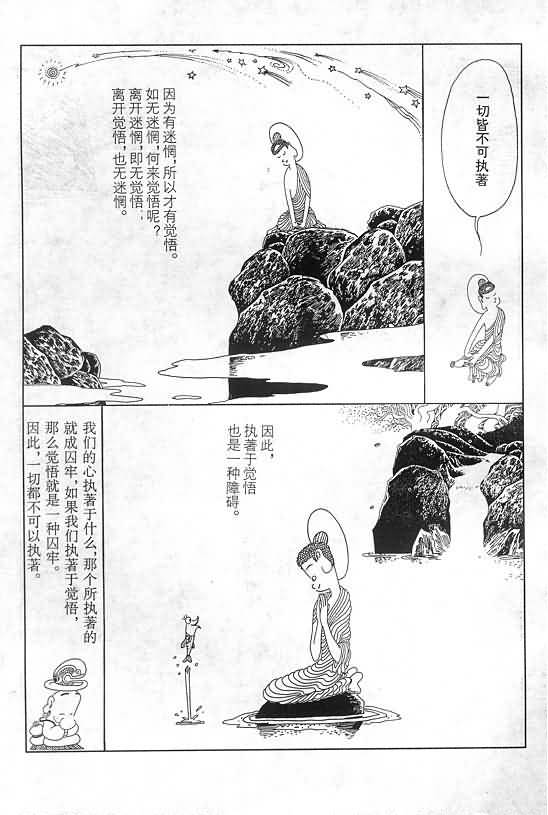 一切皆不可执著
因为有迷惘，所以才有觉悟。
如无迷惘，何来觉悟呢？
离开迷惘，即无觉悟；
离开觉悟，也无迷惘。
因此，
执著于觉悟
也是一种障碍。
我们的心执著于什么，那个所执著的
就成囚牢，如果我们执著于觉悟，
那么觉悟就是一种囚牢。
因此，一切都不可以执著。